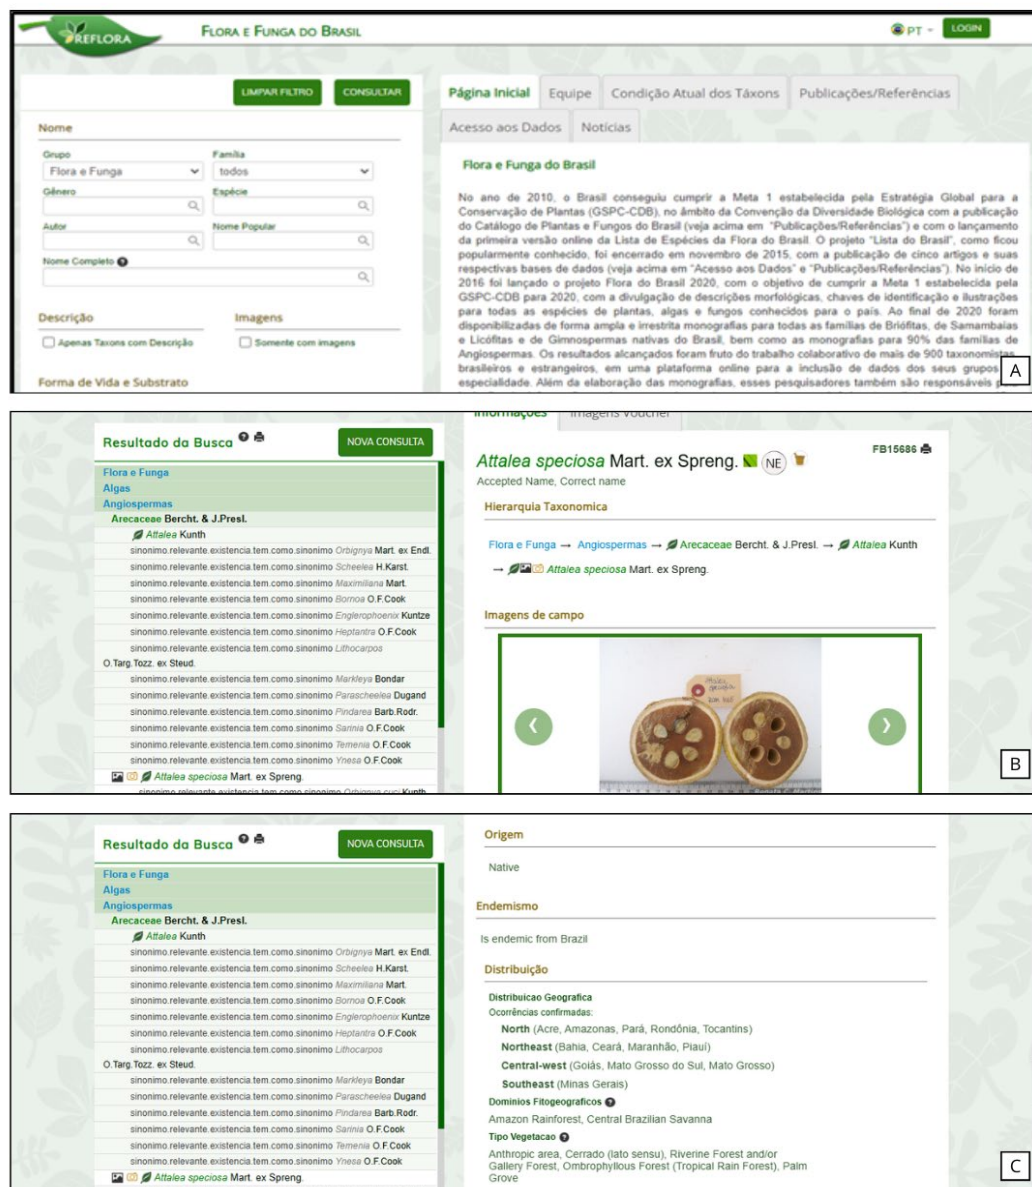 REFLORA
FLORA E FUNGA DO BRASIL
PT
LOGIN
LIMPAR FILTRO
CONSULTAR
Nome
Grupo
Família
Flora e Funga
todos
Gênero
Espécie
Autor
Nome Popular
Nome Completo
Descrição
Imagens
Apenas Taxons com Descrição
Somente com imagens
Forma de Vida e Substrato
Página Inicial
Equipe
Condição Atual dos Táxons
Publicações/Referências
Acesso aos Dados
Notícias
Flora e Funga do Brasil
No ano de 2010, o Brasil conseguiu cumprir a Meta 1 estabelecida pela Estratégia Global para a
Conservação de Plantas (GSPC-CDB), no âmbito da Convenção da Diversidade Biológica com a publicação
do Catálogo de Plantas e Fungos do Brasil (veja acima em "Publicações/Referências") e com o lançamento
da primeira versão online da Lista de Espécies da Flora do Brasil. O projeto "Lista do Brasil", como ficou
popularmente conhecido, foi encerrado em novembro de 2015, com a publicação de cinco artigos e suas
respectivas bases de dados (veja acima em "Acesso aos Dados" e "Publicações/Referências"). No início de
2016 foi lançado o projeto Flora do Brasil 2020, com o objetivo de cumprir a Meta 1 estabelecida pela
GSPC-CDB para 2020, com a divulgação de descrições morfológicas, chaves de identificação e ilustrações
para todas as espécies de plantas, algas e fungos conhecidos para o país. Ao final de 2020 foram
disponibilizadas de forma ampla e irrestrita monografias para todas as famílias de Briófitas, de Samambaias
e Licófitas e de Gimnospermas nativas do Brasil, bem como as monografias para 90% das famílias de
Angiospermas. Os resultados alcançados foram fruto do trabalho colaborativo de mais de 900 taxonomistas,
brasileiros e estrangeiros, em uma plataforma online para a inclusão de dados dos seus grupos
especialidade. Além da elaboração das monografias, esses pesquisadores também são responsáveis
A
Resultado da Busca
NOVA CONSULTA
Flora e Funga
Algas
Angiospermas
Arecaceae Bercht. & J.Presl.
Attalea Kunth
sinonimo.relevante.existencia.tem.como.sinonimo Orbignya Mart. ex Endl.
sinonimo.relevante.existencia.tem.como.sinonimo Scheelea H.Karst.
sinonimo.relevante.existencia.tem.como.sinonimo Maximiliana Mart.
sinonimo.relevante.existencia.tem.como.sinonimo Bornoa O.F.Cook
sinonimo.relevante.existencia.tem.como.sinonimo Englerophoenix Kuntze
sinonimo.relevante.existencia.tem.como.sinonimo Heptantra O.F.Cook
sinonimo.relevante.existencia.tem.como.sinonimo Lithocarpos
O.Targ.Tozz. ex Steud.
sinonimo.relevante.existencia.tem.como.sinonimo Markleya Bondar
sinonimo.relevante.existencia.tem.como.sinonimo Parascheelea Dugand
sinonimo.relevante.existencia.tem.como.sinonimo Pindarea Barb.Rodr.
sinonimo.relevante.existencia.tem.como.sinonimo Sarinia O.F.Cook
sinonimo.relevante.existencia.tem.como.sinonimo Temenia O.F.Cook
sinonimo.relevante.existencia.tem.como.sinonimo Ynesa O.F.Cook
Attalea speciosa Mart. ex Spreng.
sinonimo.relevante.existencia.tem.como.sinonimo Orbignya Kunth
Informações
Imagens Voucher
Attalea speciosa Mart. ex Spreng. NE
FB15686
Accepted Name, Correct name
Hierarquia Taxonomica
Flora e Funga → Angiospermas → Arecaceae Bercht. & J.Presl. → Attalea Kunth
→ Attalea speciosa Mart. ex Spreng.
Imagens de campo
B
Resultado da Busca
NOVA CONSULTA
Flora e Funga
Algas
Angiospermas
Arecaceae Bercht. & J.Presl.
Attalea Kunth
sinonimo.relevante.existencia.tem.como.sinonimo Orbignya Mart. ex Endl.
sinonimo.relevante.existencia.tem.como.sinonimo Scheelea H.Karst.
sinonimo.relevante.existencia.tem.como.sinonimo Maximiliana Mart.
sinonimo.relevante.existencia.tem.como.sinonimo Bornoa O.F.Cook
sinonimo.relevante.existencia.tem.como.sinonimo Englerophoenix Kuntze
sinonimo.relevante.existencia.tem.como.sinonimo Heptantra O.F.Cook
sinonimo.relevante.existencia.tem.como.sinonimo Lithocarpos
O.Targ.Tozz. ex Steud.
sinonimo.relevante.existencia.tem.como.sinonimo Markleya Bondar
sinonimo.relevante.existencia.tem.como.sinonimo Parascheelea Dugand
sinonimo.relevante.existencia.tem.como.sinonimo Pindarea Barb.Rodr.
sinonimo.relevante.existencia.tem.como.sinonimo Sarinia O.F.Cook
sinonimo.relevante.existencia.tem.como.sinonimo Temenia O.F.Cook
sinonimo.relevante.existencia.tem.como.sinonimo Ynesa O.F.Cook
Attalea speciosa Mart. ex Spreng.
Origem
Native
Endemismo
Is endemic from Brazil
Distribuição
Distribuicao Geografica
Ocorrências confirmadas:
North (Acre, Amazonas, Pará, Rondônia, Tocantins)
Northeast (Bahia, Ceará, Maranhão, Piauí)
Central-west (Goiás, Mato Grosso do Sul, Mato Grosso)
Southeast (Minas Gerais)
Dominios Fitogeograficos
Amazon Rainforest, Central Brazilian Savanna
Tipo Vegetacao
Anthropic area, Cerrado (lato sensu), Riverine Forest and/or
Gallery Forest, Ombrophyllous Forest (Tropical Rain Forest), Palm
Grove
C